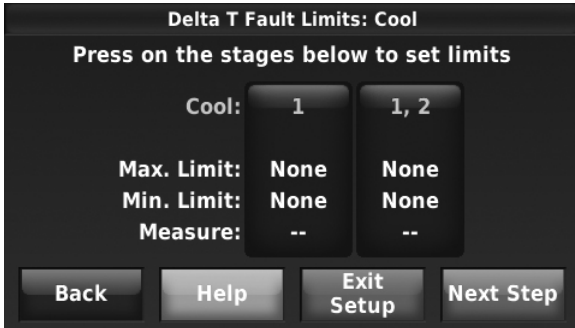 Delta T Fault Limits: Cool
Press on the stages below to set limits
Cool: 1 1, 2
Max. Limit: None None
Min. Limit: None None
Measure: -- --
Back Help Exit Setup Next Step